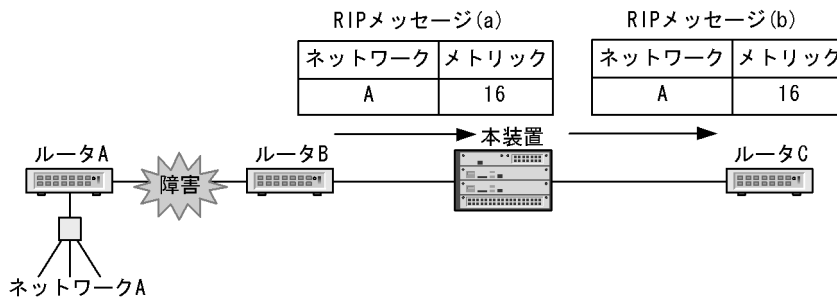 RIPメッセージ(a)
RIPメッセージ(b)
ネットワーク メトリック
A 16
ネットワーク メトリック
A 16
本装置
ルータA
障害
ルータB
ルータC
ネットワークA